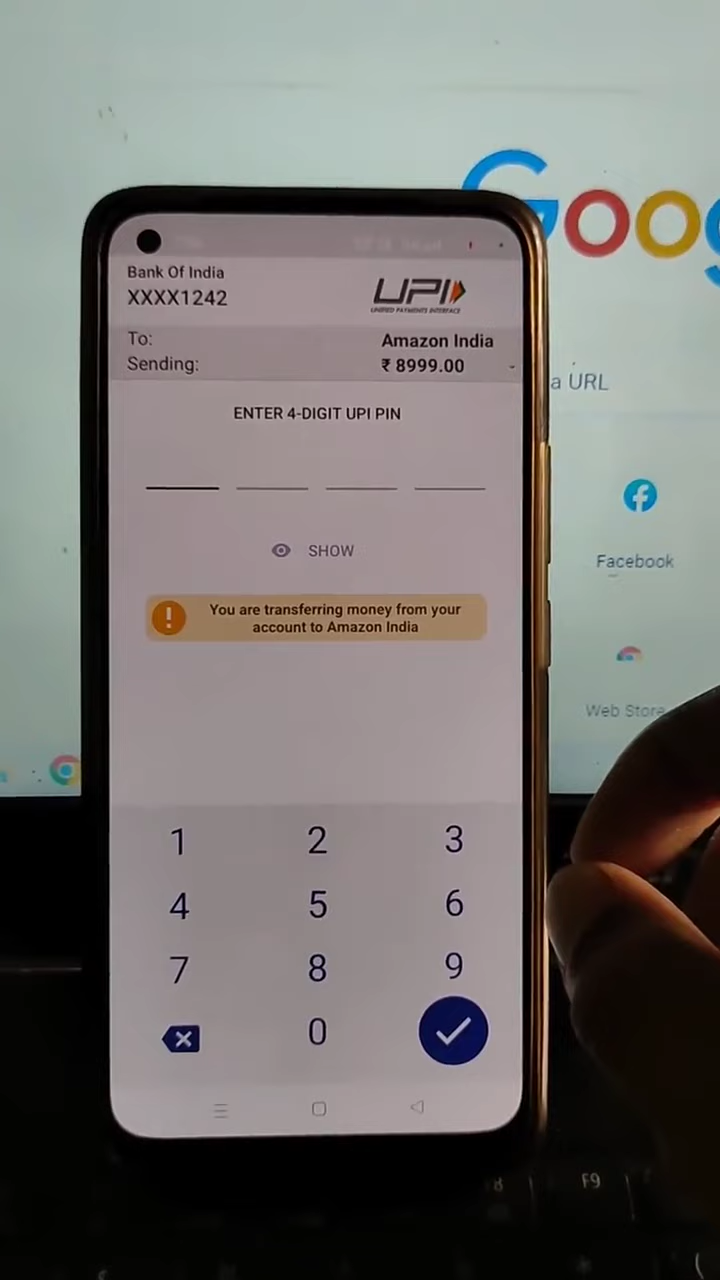 Goog
Bank Of India
XXXX1242
UPI
UNIFIED PAYMENTS INTERFACE
To:
Amazon India
Sending:
₹ 8999.00
a URL
ENTER 4-DIGIT UPI PIN
SHOW
Facebook
You are transferring money from your
account to Amazon India
Web Store
1 2 3
4 5 6
7 8 9
0
8 F9